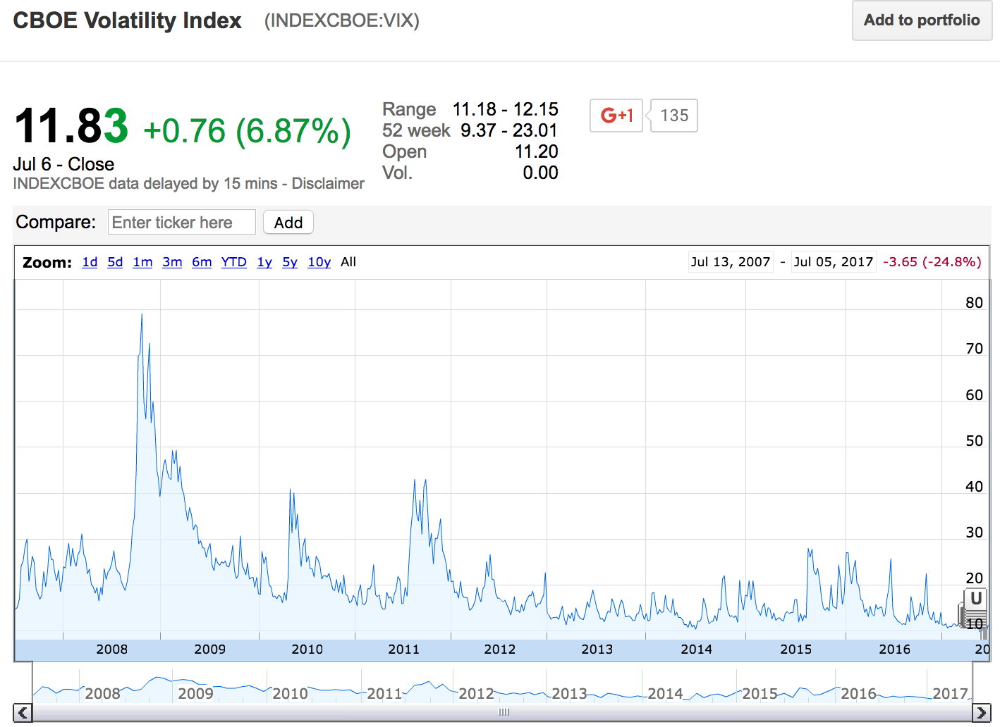 CBOE Volatility Index (INDEXCBOE:VIX)
Add to portfolio
11.83 +0.76 (6.87%)
Jul 6 - Close
INDEXCBOE data delayed by 15 mins - Disclaimer
Range 11.18 - 12.15
52 week 9.37 - 23.01
Open 11.20
Vol. 0.00
G+1 135
Compare: Enter ticker here Add
Zoom: 1d 5d 1m 3m 6m YTD 1y 5y 10y All
Jul 13, 2007 - Jul 05, 2017 -3.65 (-24.8%)
80
70
60
50
40
30
20
U
10
2008 2009 2010 2011 2012 2013 2014 2015 2016 20
2008 2009 2010 2011 2012 2013 2014 2015 2016 2017